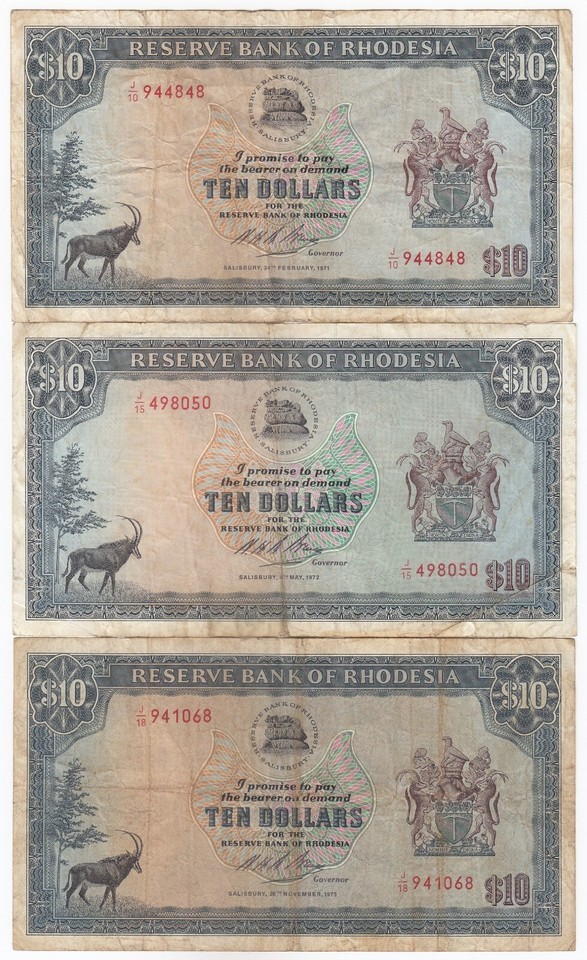 RESERVE BANK OF RHODESIA
$10 $10
J/10 944848
RESERVE BANK OF RHODESIA
SALISBURY
I promise to pay
the bearer on demand
TEN DOLLARS
FOR THE
RESERVE BANK OF RHODESIA
Governor
J/10 944848 $10
SALISBURY, 24TH FEBRUARY, 1971
RESERVE BANK OF RHODESIA
$10 $10
J/15 498050
RESERVE BANK OF RHODESIA
SALISBURY
I promise to pay
the bearer on demand
TEN DOLLARS
FOR THE
RESERVE BANK OF RHODESIA
Governor
J/15 498050 $10
SALISBURY, MAY, 1972
RESERVE BANK OF RHODESIA
$10 $10
J/18 941068
RESERVE BANK OF RHODESIA
SALISBURY
I promise to pay
the bearer on demand
TEN DOLLARS
FOR THE
RESERVE BANK OF RHODESIA
Governor
J/18 941068 $10
SALISBURY, NOVEMBER, 1973